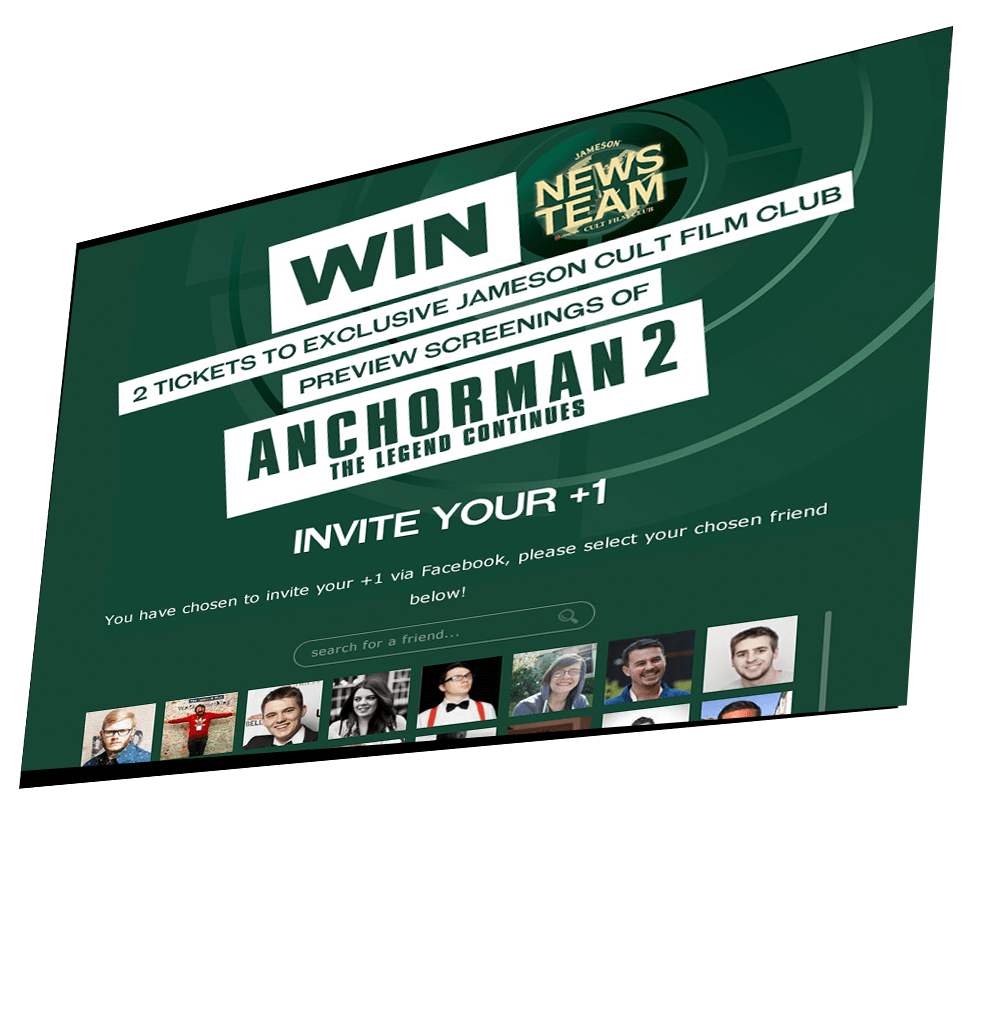 JAMESON
NEWS
TEAM
CULT FILM CLUB
WIN
2 TICKETS TO EXCLUSIVE JAMESON CULT FILM CLUB
PREVIEW SCREENINGS OF
ANCHORMAN 2
THE LEGEND CONTINUES
INVITE YOUR +1
You have chosen to invite your +1 via Facebook, please select your chosen friend
below!
search for a friend...